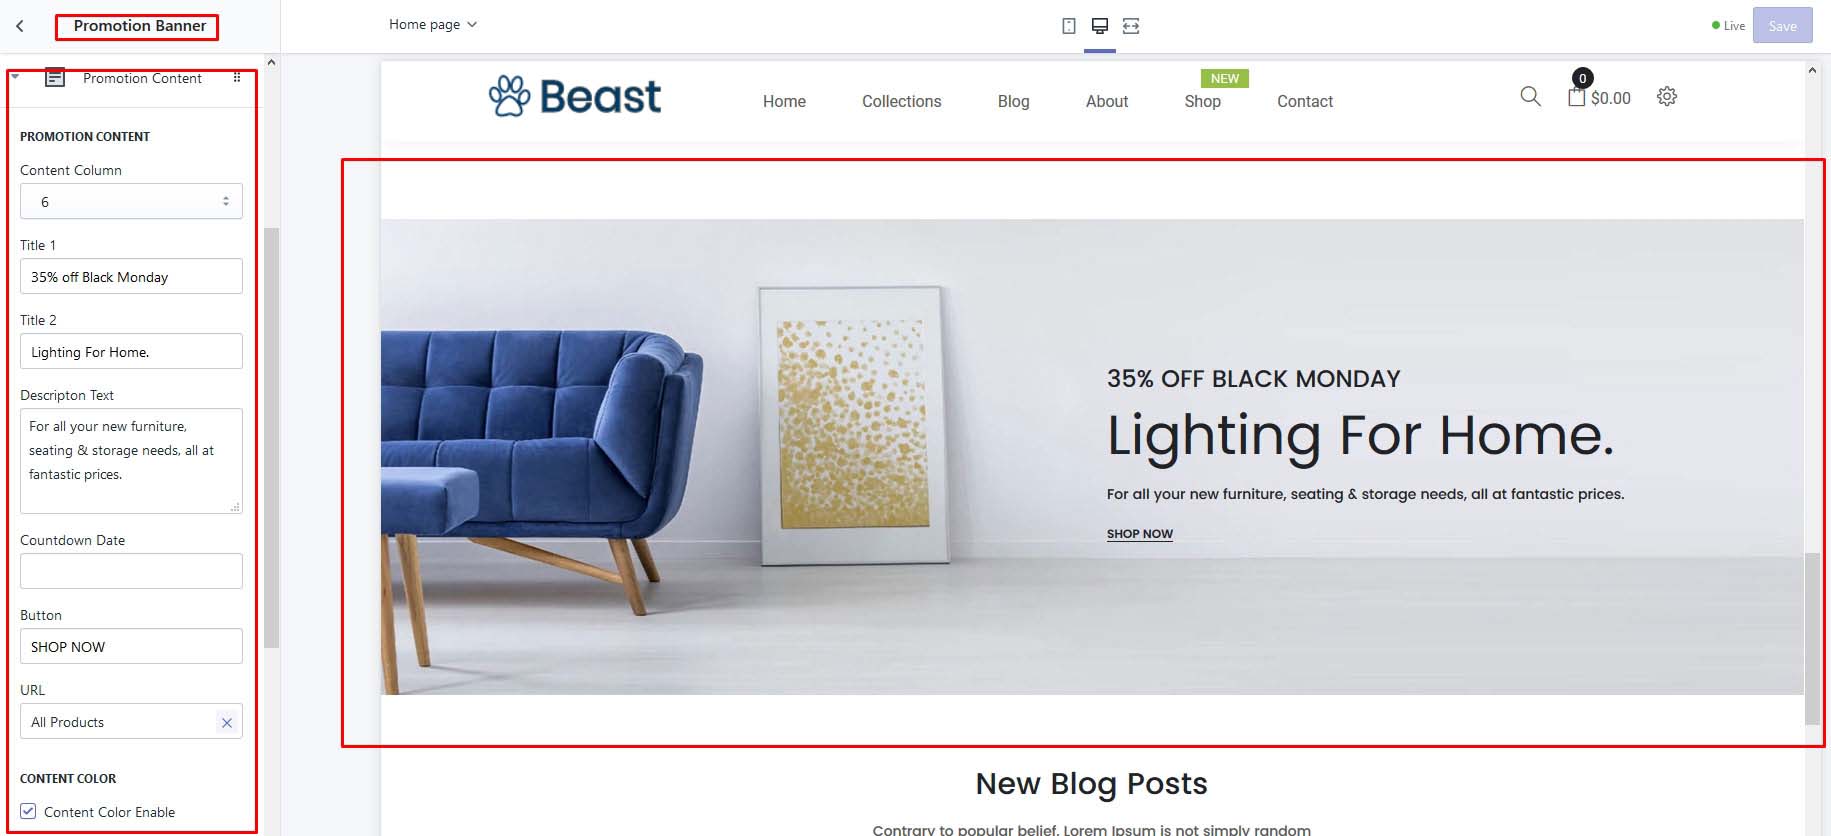 Promotion Banner
Home page
Live
Save
Promotion Content
PROMOTION CONTENT
Content Column
6
Title 1
35% off Black Monday
Title 2
Lighting For Home.
Descripton Text
For all your new furniture,
seating & storage needs, all at
fantastic prices.
Countdown Date
Button
SHOP NOW
URL
All Products
CONTENT COLOR
Content Color Enable
Beast
Home
Collections
Blog
About
NEW
Shop
Contact
0
$0.00
35% OFF BLACK MONDAY
Lighting For Home.
For all your new furniture, seating & storage needs, all at fantastic prices.
SHOP NOW
New Blog Posts
Contrary to popular belief, Lorem Ipsum is not simply random